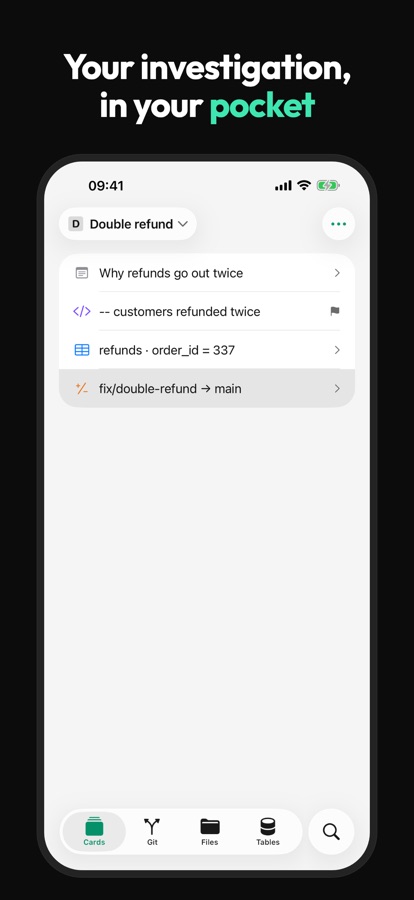 Your investigation,
in your pocket
09:41
D Double refund
Why refunds go out twice
-- customers refunded twice
refunds · order_id = 337
fix/double-refund → main
Cards
Git
Files
Tables